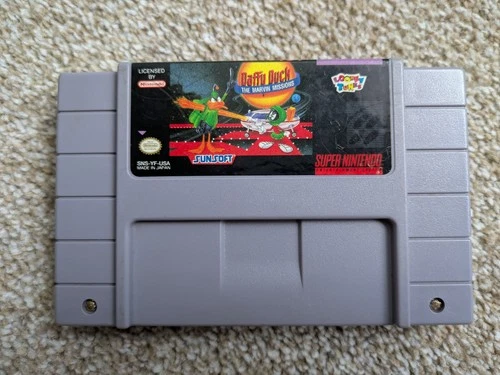 LICENSED
BY
Nintendo
Daffy Duck
THE MARVIN MISSIONS
LOONEY
TUNES
SUNSOFT
SNS-YF-USA
MADE IN JAPAN
SUPER NINTENDO